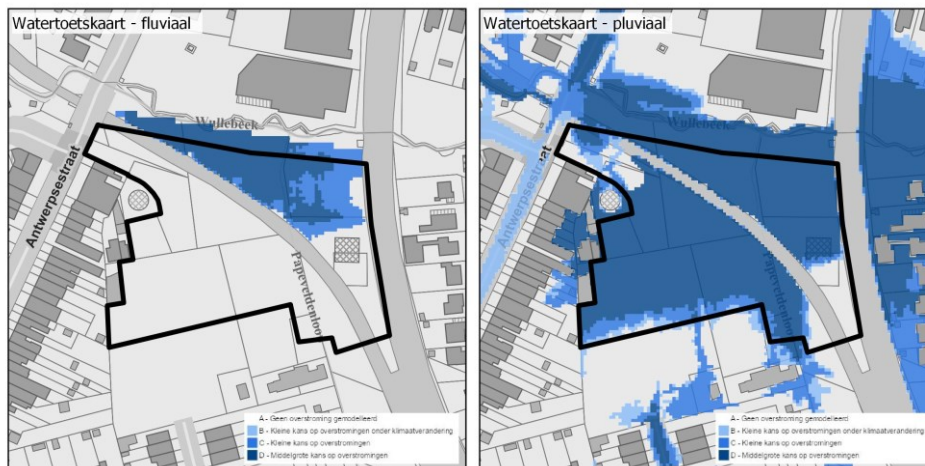 Watertoetskaart - fluviaal
Wullebeek
Antwerpsestraat
Papeveldenloop
A - Geen overstroming gemodelleerd
B - Kleine kans op overstromingen onder klimaatverandering
C - Kleine kans op overstromingen
D - Middelgrote kans op overstromingen
Watertoetskaart - pluviaal
Wullebeek
Antwerpsestraat
Papeveldenloop
A - Geen overstroming gemodelleerd
B - Kleine kans op overstromingen onder klimaatverandering
C - Kleine kans op overstromingen
D - Middelgrote kans op overstromingen